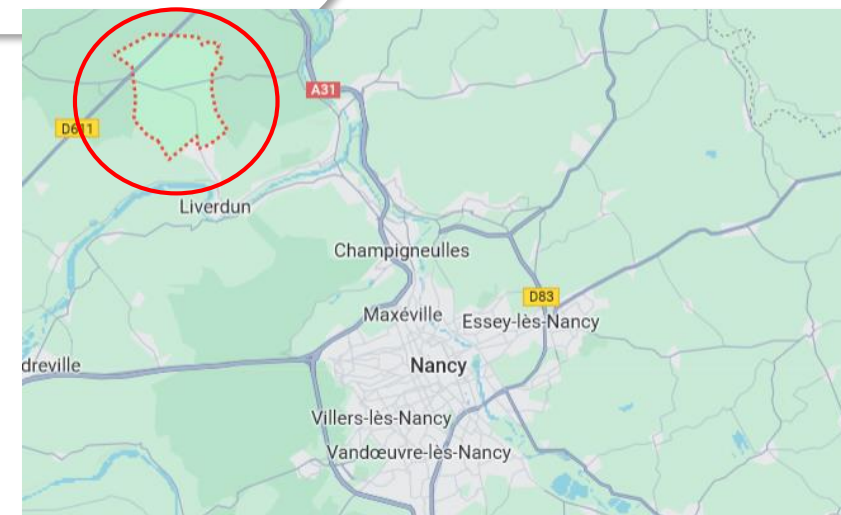 A31
D611
Liverdun
Champigneulles
D83
Maxéville
Essey-lès-Nancy
dreville
Nancy
Villers-lès-Nancy
Vandœuvre-lès-Nancy